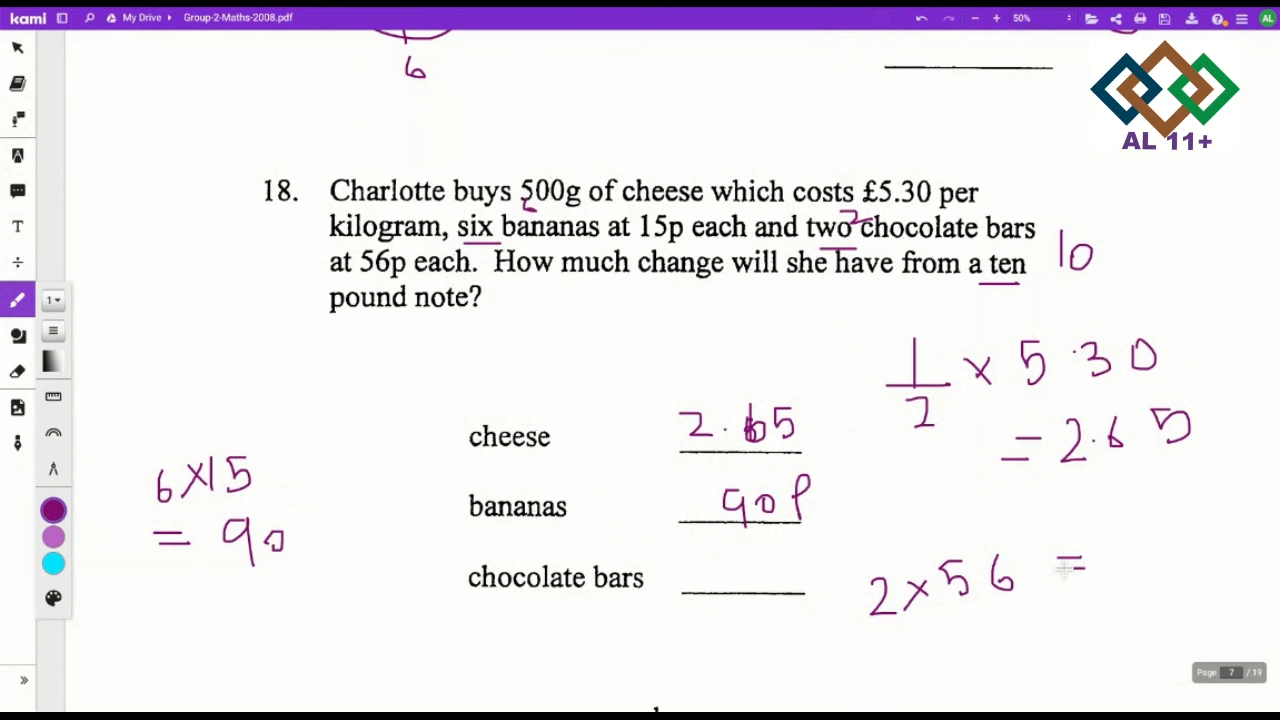 kami My Drive Group-2-Maths-2008.pdf 50% AL
6
AL 11+
18. Charlotte buys 500g of cheese which costs £5.30 per
kilogram, six bananas at 15p each and two chocolate bars
at 56p each. How much change will she have from a ten
pound note?
6
2
10
1/2 × 5.30
= 2.65
cheese 2.65
6×15
= 90
bananas 90p
chocolate bars
2×56 =
1
Page 7 / 19